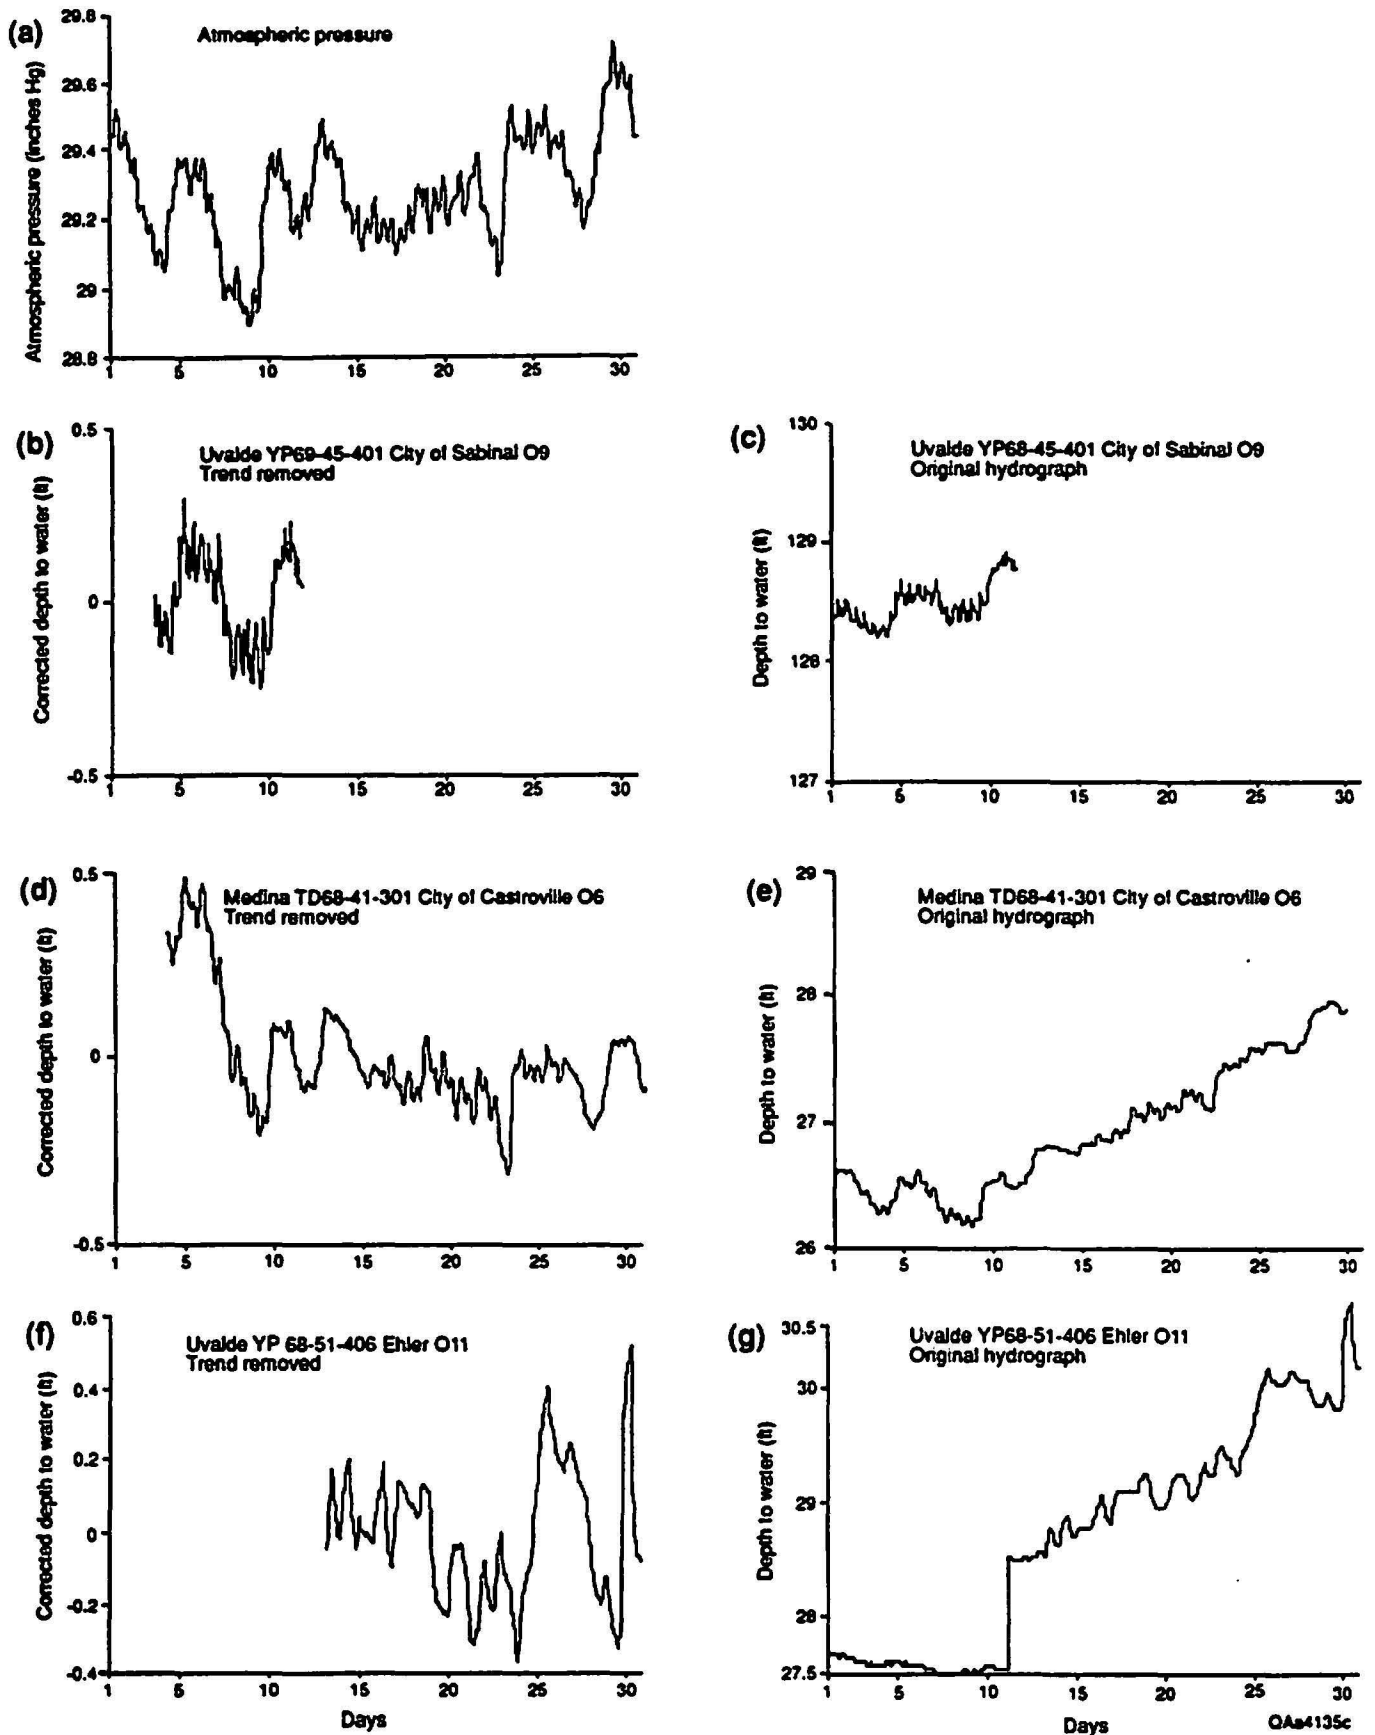 (a)
Atmospheric pressure
Atmospheric pressure (inches Hg)
29.8
29.6
29.4
29.2
29
28.8
1 5 10 15 20 25 30
(b)
Uvalde YP69-45-401 City of Sabinal O9
Trend removed
Corrected depth to water (ft)
0.5
0
-0.5
1 5 10 15 20 25 30
(c)
Uvalde YP68-45-401 City of Sabinal O9
Original hydrograph
Depth to water (ft)
130
129
128
127
1 5 10 15 20 25 30
(d)
Medina TD68-41-301 City of Castroville O6
Trend removed
Corrected depth to water (ft)
0.5
0
-0.5
1 5 10 15 20 25 30
(e)
Medina TD68-41-301 City of Castroville O6
Original hydrograph
Depth to water (ft)
29
28
27
26
1 5 10 15 20 25 30
(f)
Uvalde YP 68-51-406 Ehler O11
Trend removed
Corrected depth to water (ft)
0.6
0.4
0.2
0
-0.2
-0.4
1 5 10 15 20 25 30
Days
(g)
Uvalde YP68-51-406 Ehler O11
Original hydrograph
Depth to water (ft)
30.5
30
29
28
27.5
1 5 10 15 20 25 30
Days
QAa4135c